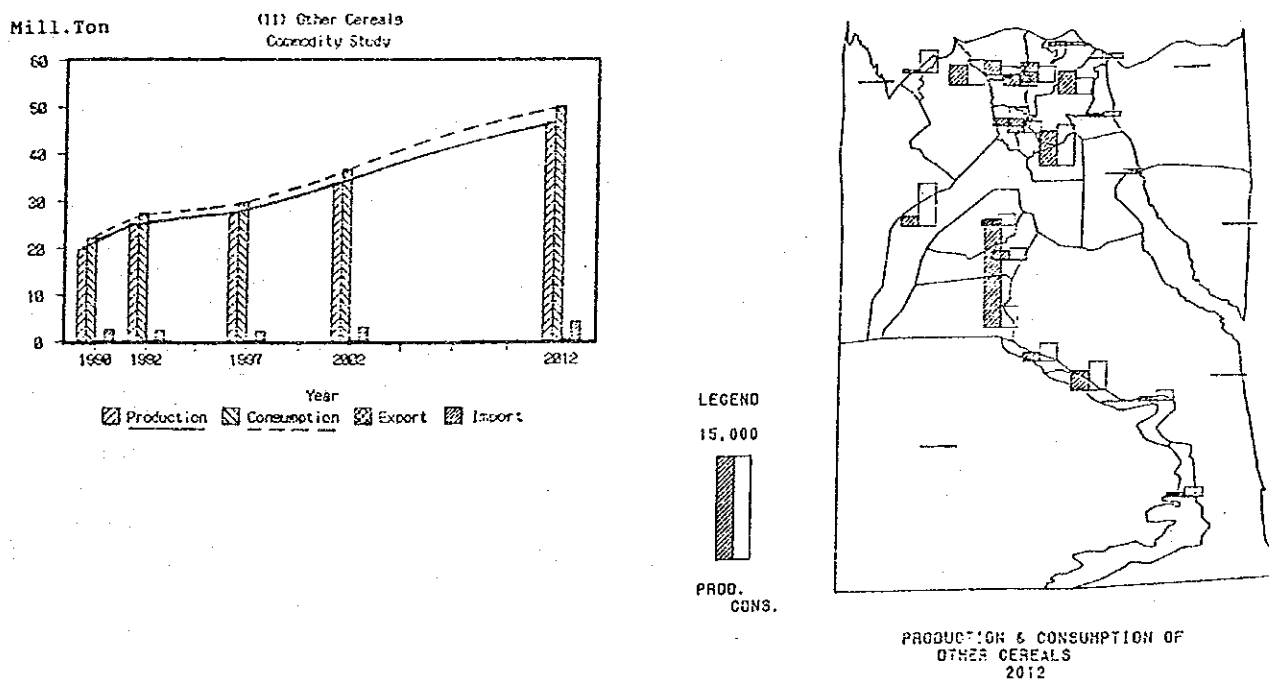 Mill.Ton
(11) Other Cereals
Commodity Study
60
50
40
30
20
10
0
1990 1992 1997 2002 2012
Year
Production Consumption Export Import
LEGEND
15,000
PROD.
CONS.
PRODUCTION & CONSUMPTION OF
OTHER CEREALS
2012